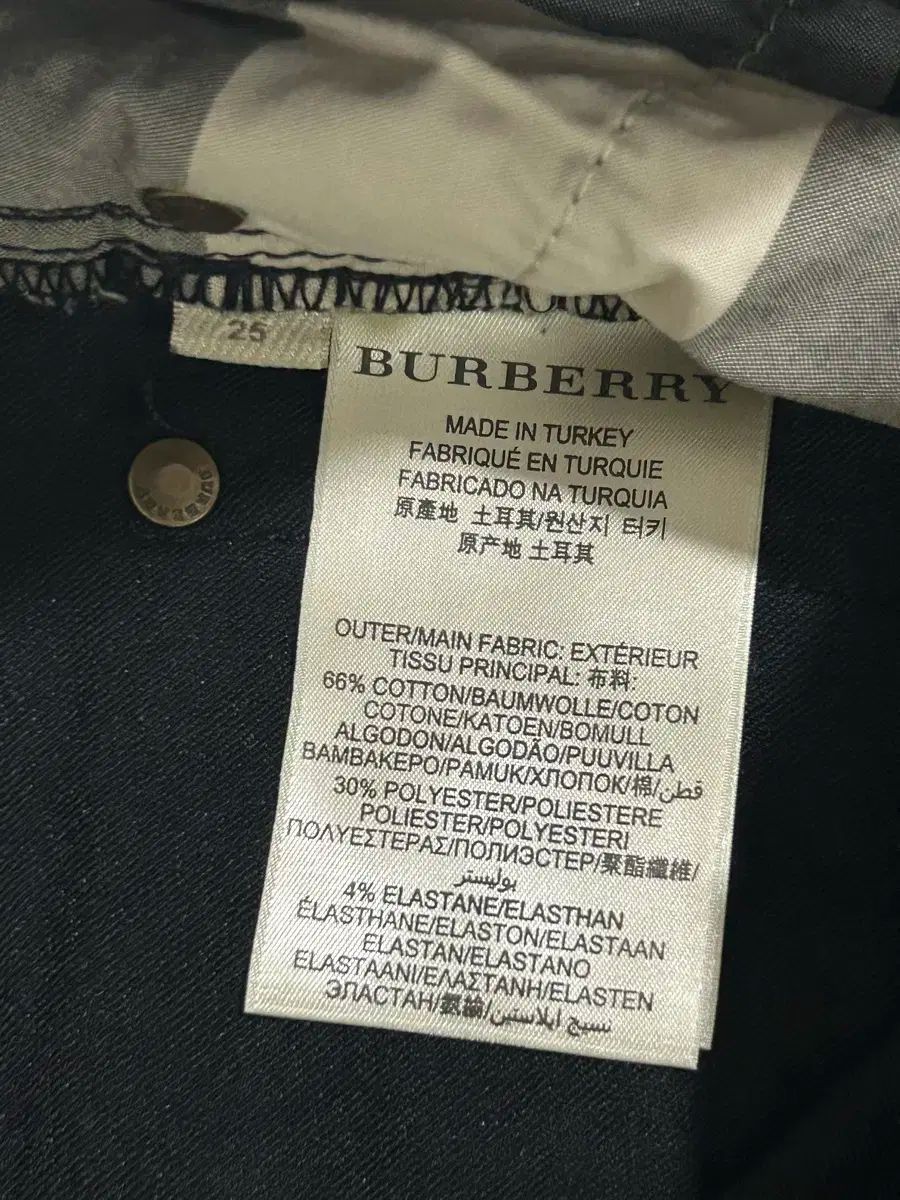 25
BURBERRY
MADE IN TURKEY
FABRIQUÉ EN TURQUIE
FABRICADO NA TURQUIA
原產地 土耳其/원산지 터키
原产地 土耳其
BURBERRY
OUTER/MAIN FABRIC: EXTÉRIEUR
TISSU PRINCIPAL: 布料:
66% COTTON/BAUMWOLLE/COTON
COTONE/KATOEN/BOMULL
ALGODON/ALGODÃO/PUUVILLA
ΒΑΜΒΑΚΕΡΟ/PAMUK/ХЛОПОК/棉/قطن
30% POLYESTER/POLIESTERE
POLIESTER/POLYESTERI
ΠΟΛΥΕΣΤΕΡΑΣ/ПОЛИЭСТЕР/聚酯纖維/
بوليستر
4% ELASTANE/ELASTHAN
ÉLASTHANE/ELASTON/ELASTAAN
ELASTAN/ELASTANO
ELASTAANI/ΕΛΑΣΤΑΝΗ/ELASTEN
ЭЛАСТАН/氨綸/نسيج ايلاستين